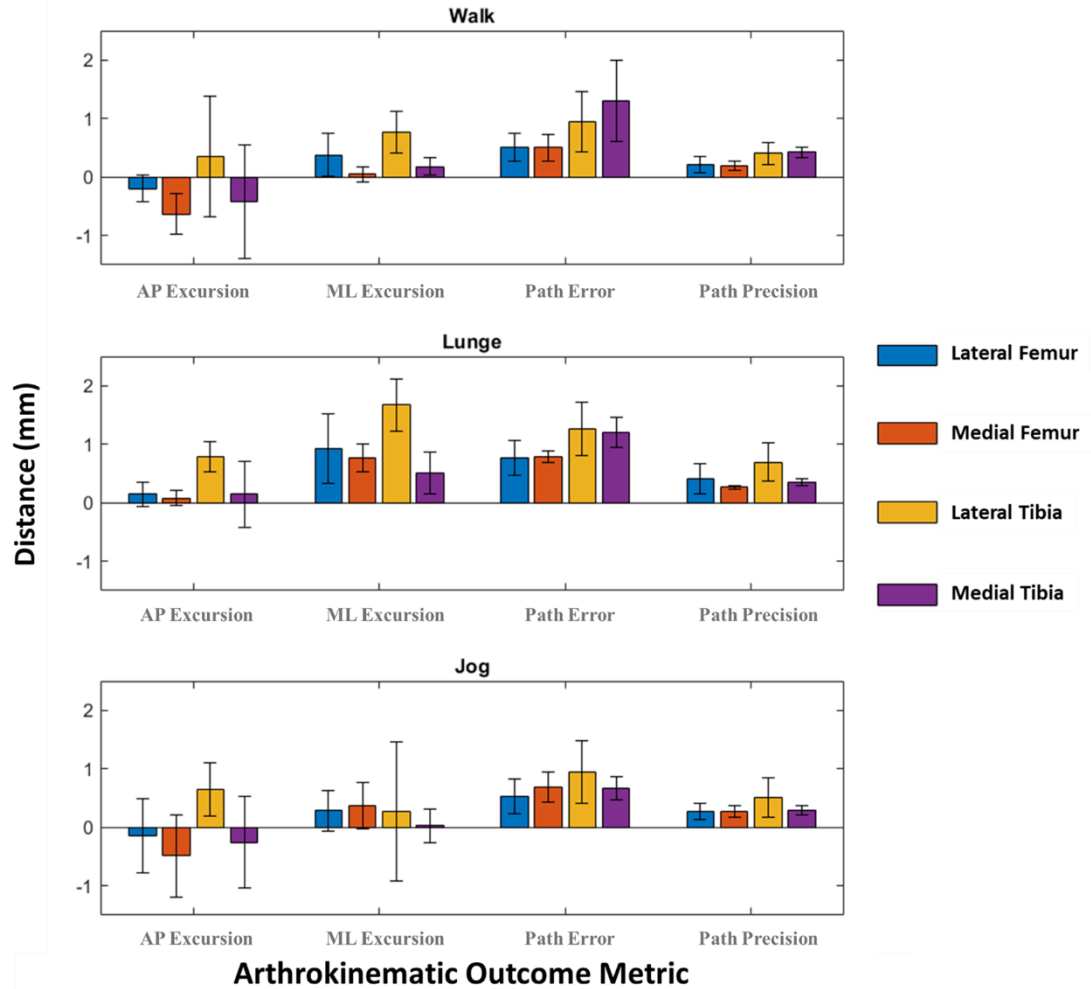 Walk
2
1
0
-1
AP Excursion ML Excursion Path Error Path Precision
Lunge
2
1
0
-1
AP Excursion ML Excursion Path Error Path Precision
Jog
2
1
0
-1
AP Excursion ML Excursion Path Error Path Precision
Distance (mm)
Arthrokinematic Outcome Metric
Lateral Femur
Medial Femur
Lateral Tibia
Medial Tibia